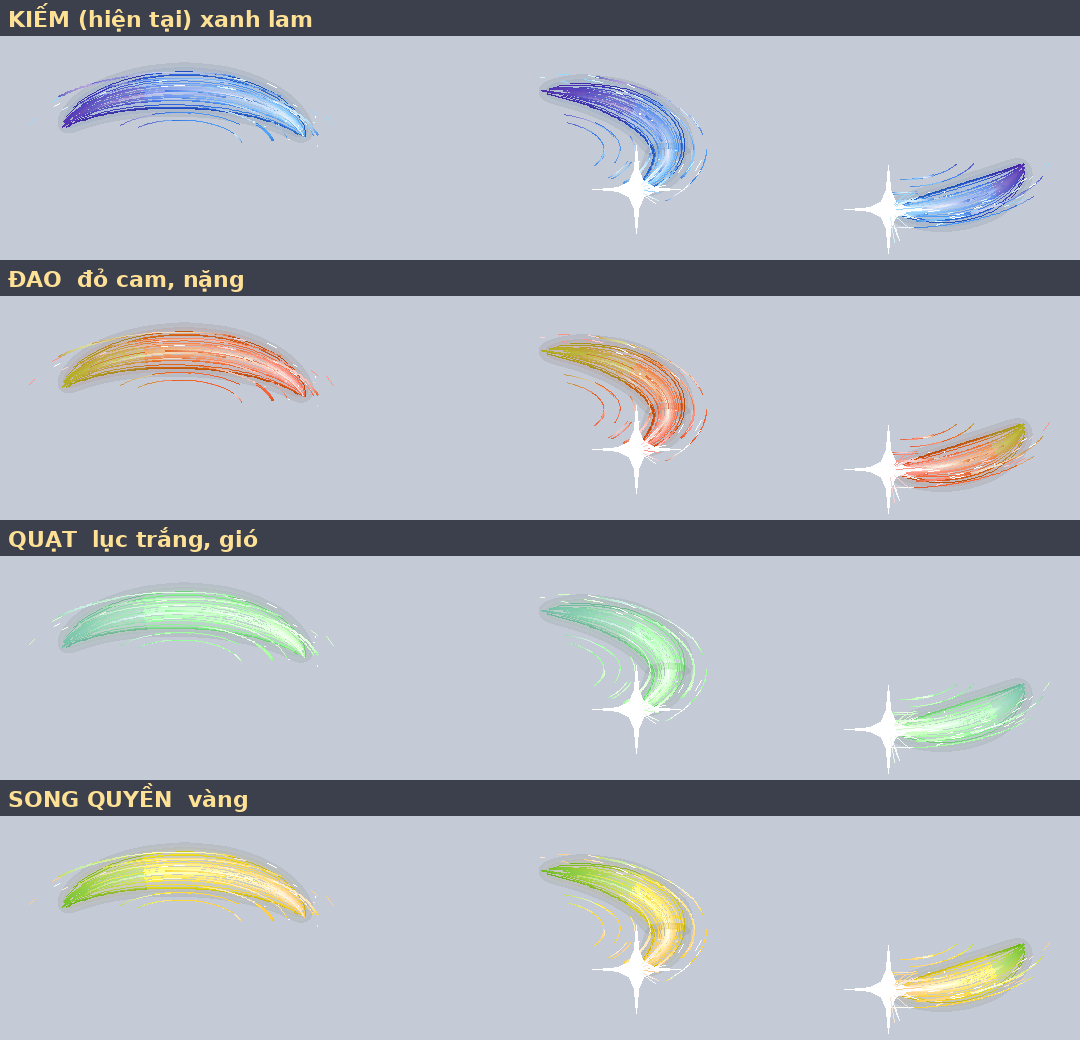 KIẾM (hiện tại) xanh lam
ĐAO  đỏ cam, nặng
QUẠT  lục trắng, gió
SONG QUYỀN  vàng